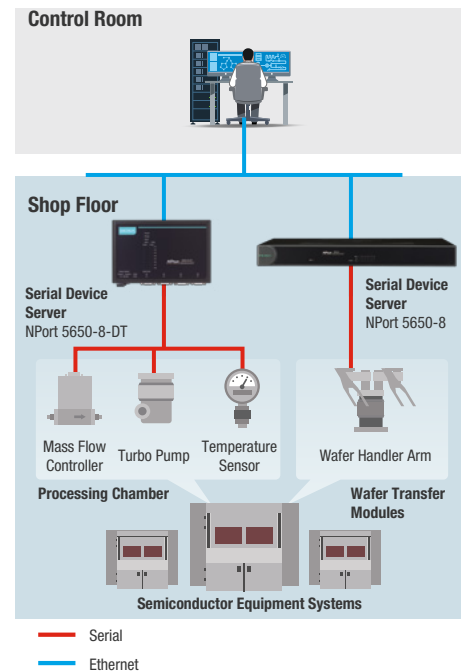 Control Room
Shop Floor
Serial Device
Server
NPort 5650-8-DT
Serial Device
Server
NPort 5650-8
Mass Flow
Controller
Turbo Pump
Temperature
Sensor
Wafer Handler Arm
Processing Chamber
Wafer Transfer
Modules
Semiconductor Equipment Systems
Serial
Ethernet